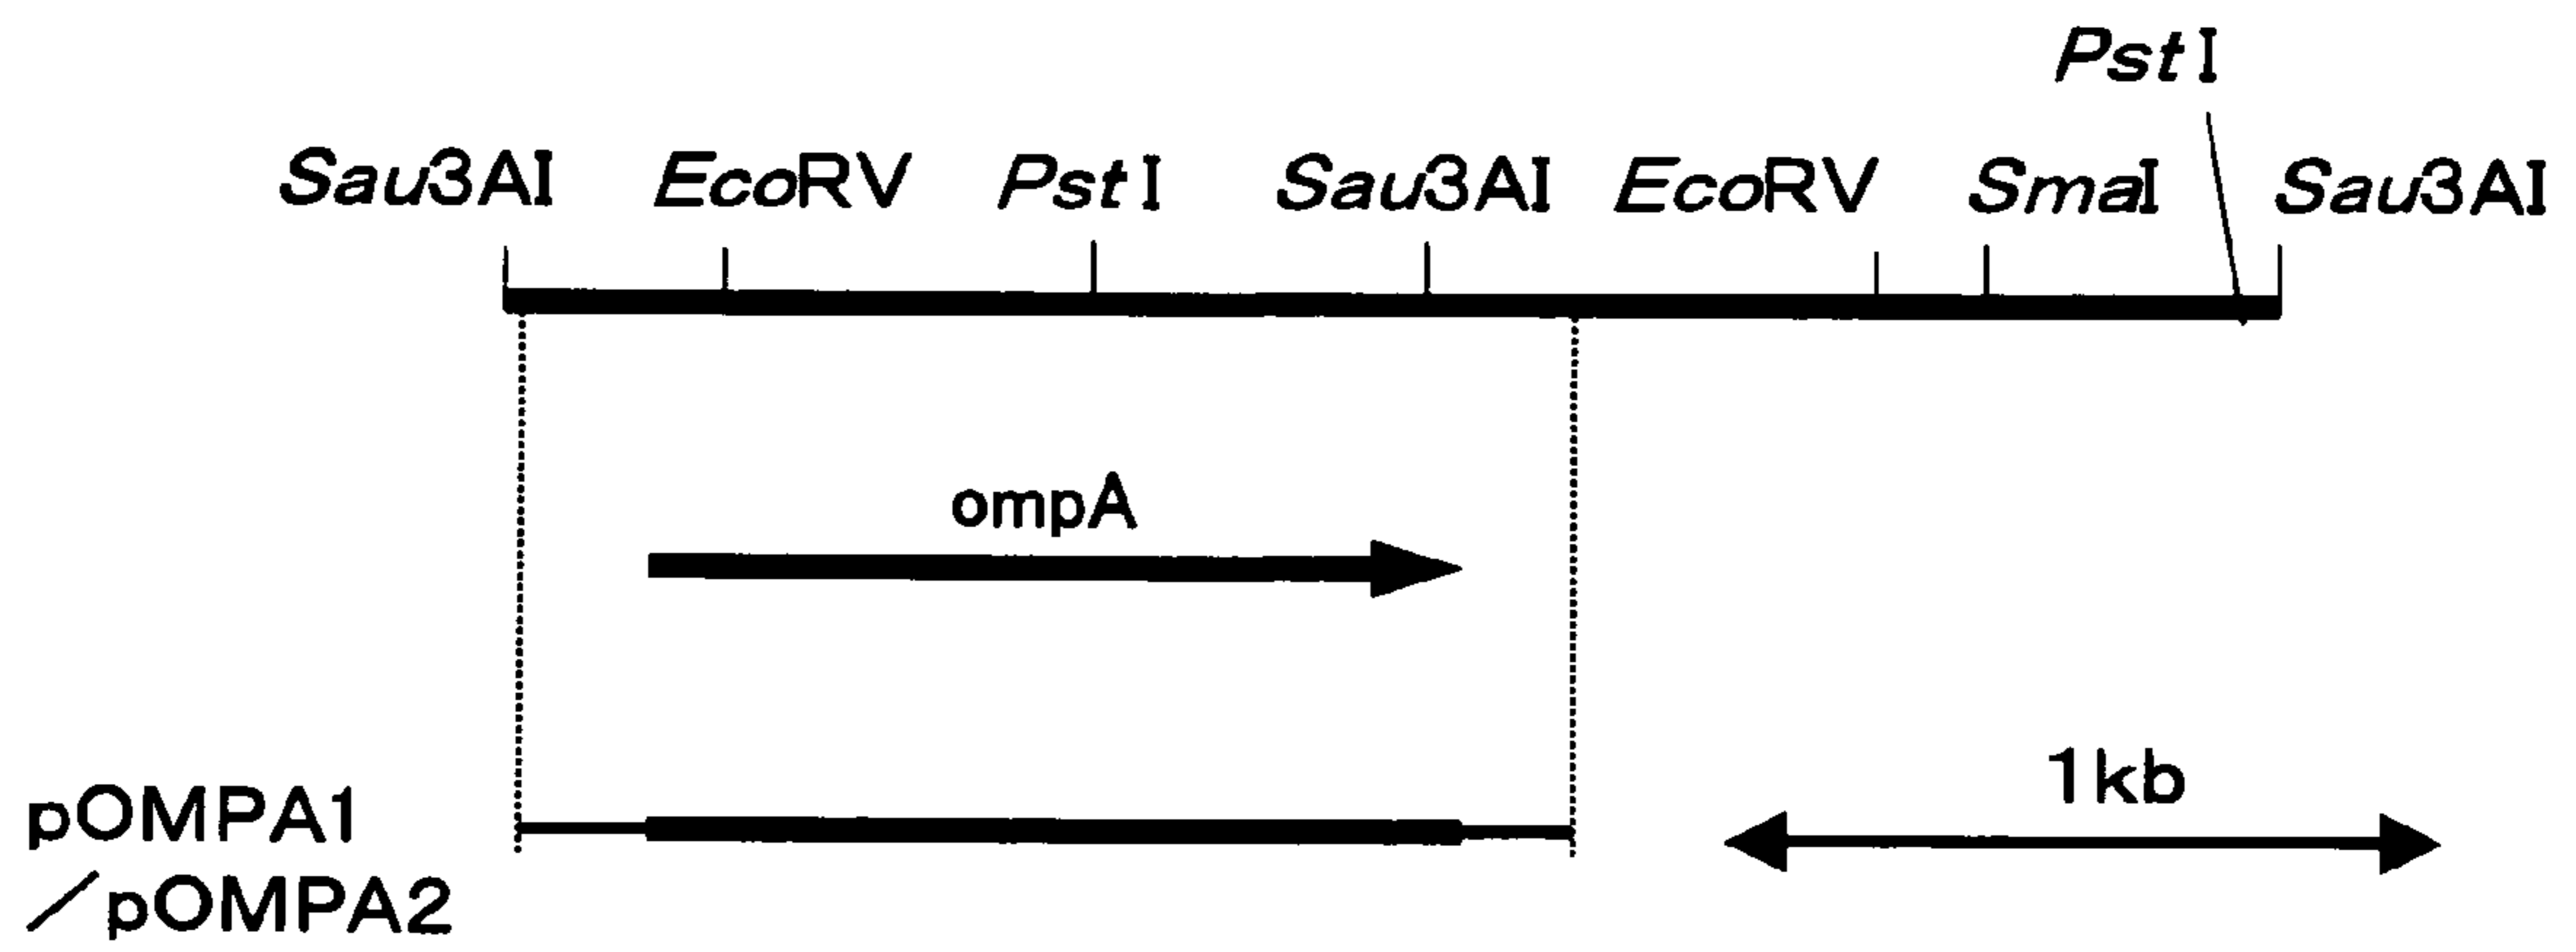 PstI
Sau3AI EcoRV PstI Sau3AI EcoRV SmaI Sau3AI
ompA
1kb
pOMPA1
/pOMPA2